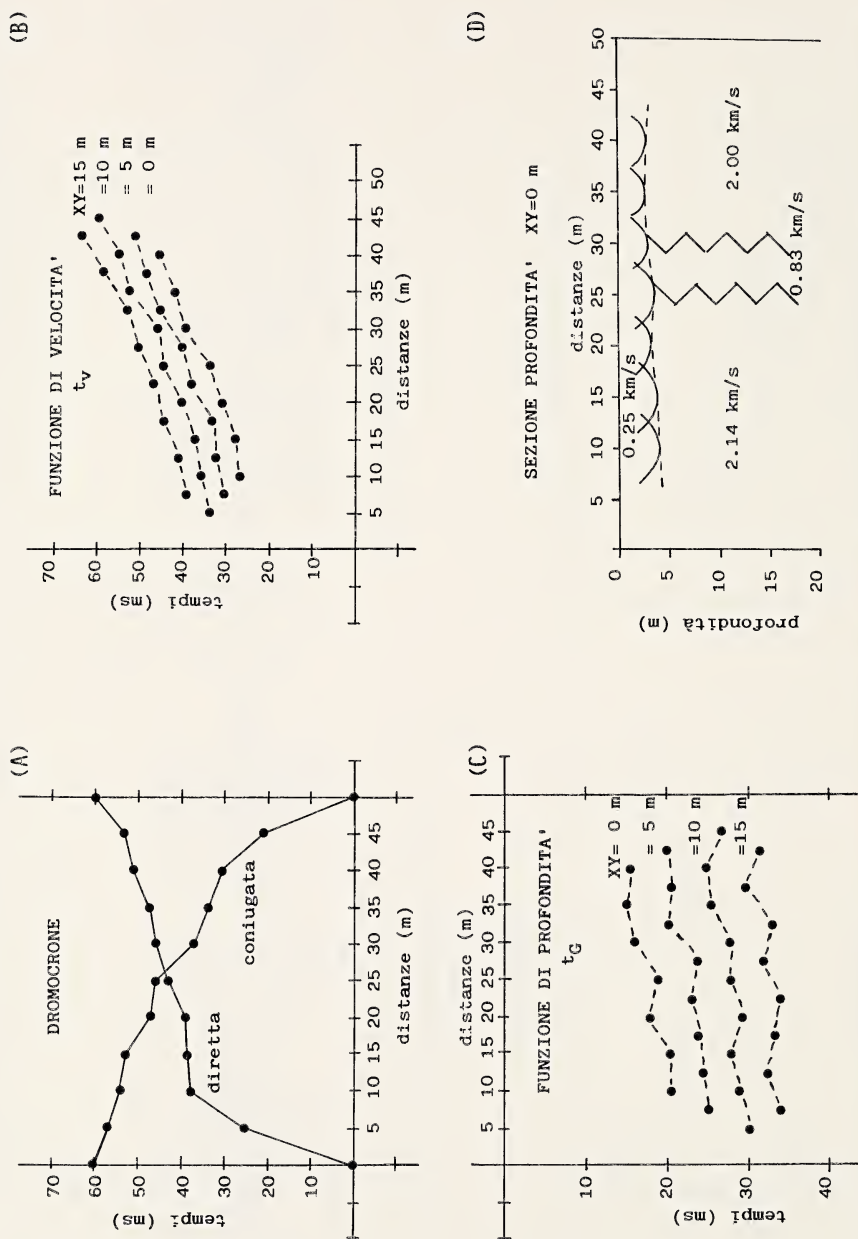 (A)
DROMOCRONE
70
60
50
40
30
20
10
tempi (ms)
diretta
coniugata
5 10 15 20 25 30 35 40 45
distanze (m)
(B)
FUNZIONE DI VELOCITA'
tv
XY=15 m
=10 m
= 5 m
= 0 m
70
60
50
40
30
20
10
tempi (ms)
5 10 15 20 25 30 35 40 45 50
distanze (m)
(C)
distanze (m)
5 10 15 20 25 30 35 40 45
FUNZIONE DI PROFONDITA'
tG
XY= 0 m
= 5 m
=10 m
=15 m
10
20
30
40
tempi (ms)
(D)
SEZIONE PROFONDITA' XY=0 m
distanze (m)
5 10 15 20 25 30 35 40 45 50
0
5
10
15
20
profondità (m)
0.25 km/s
2.14 km/s
0.83 km/s
2.00 km/s